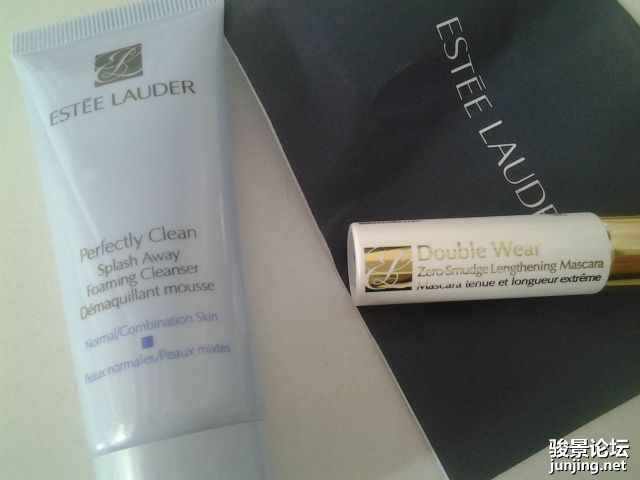 ESTĒE LAUDER
Perfectly Clean
Splash Away
Foaming Cleanser
Démaquillant mousse
Normal/Combination Skin
Peaux normales/Peaux mixtes
ESTĒE LAUDER
Double Wear
Zero-Smudge Lengthening Mascara
Mascara tenue et longueur extrême
骏景论坛
junjing.net